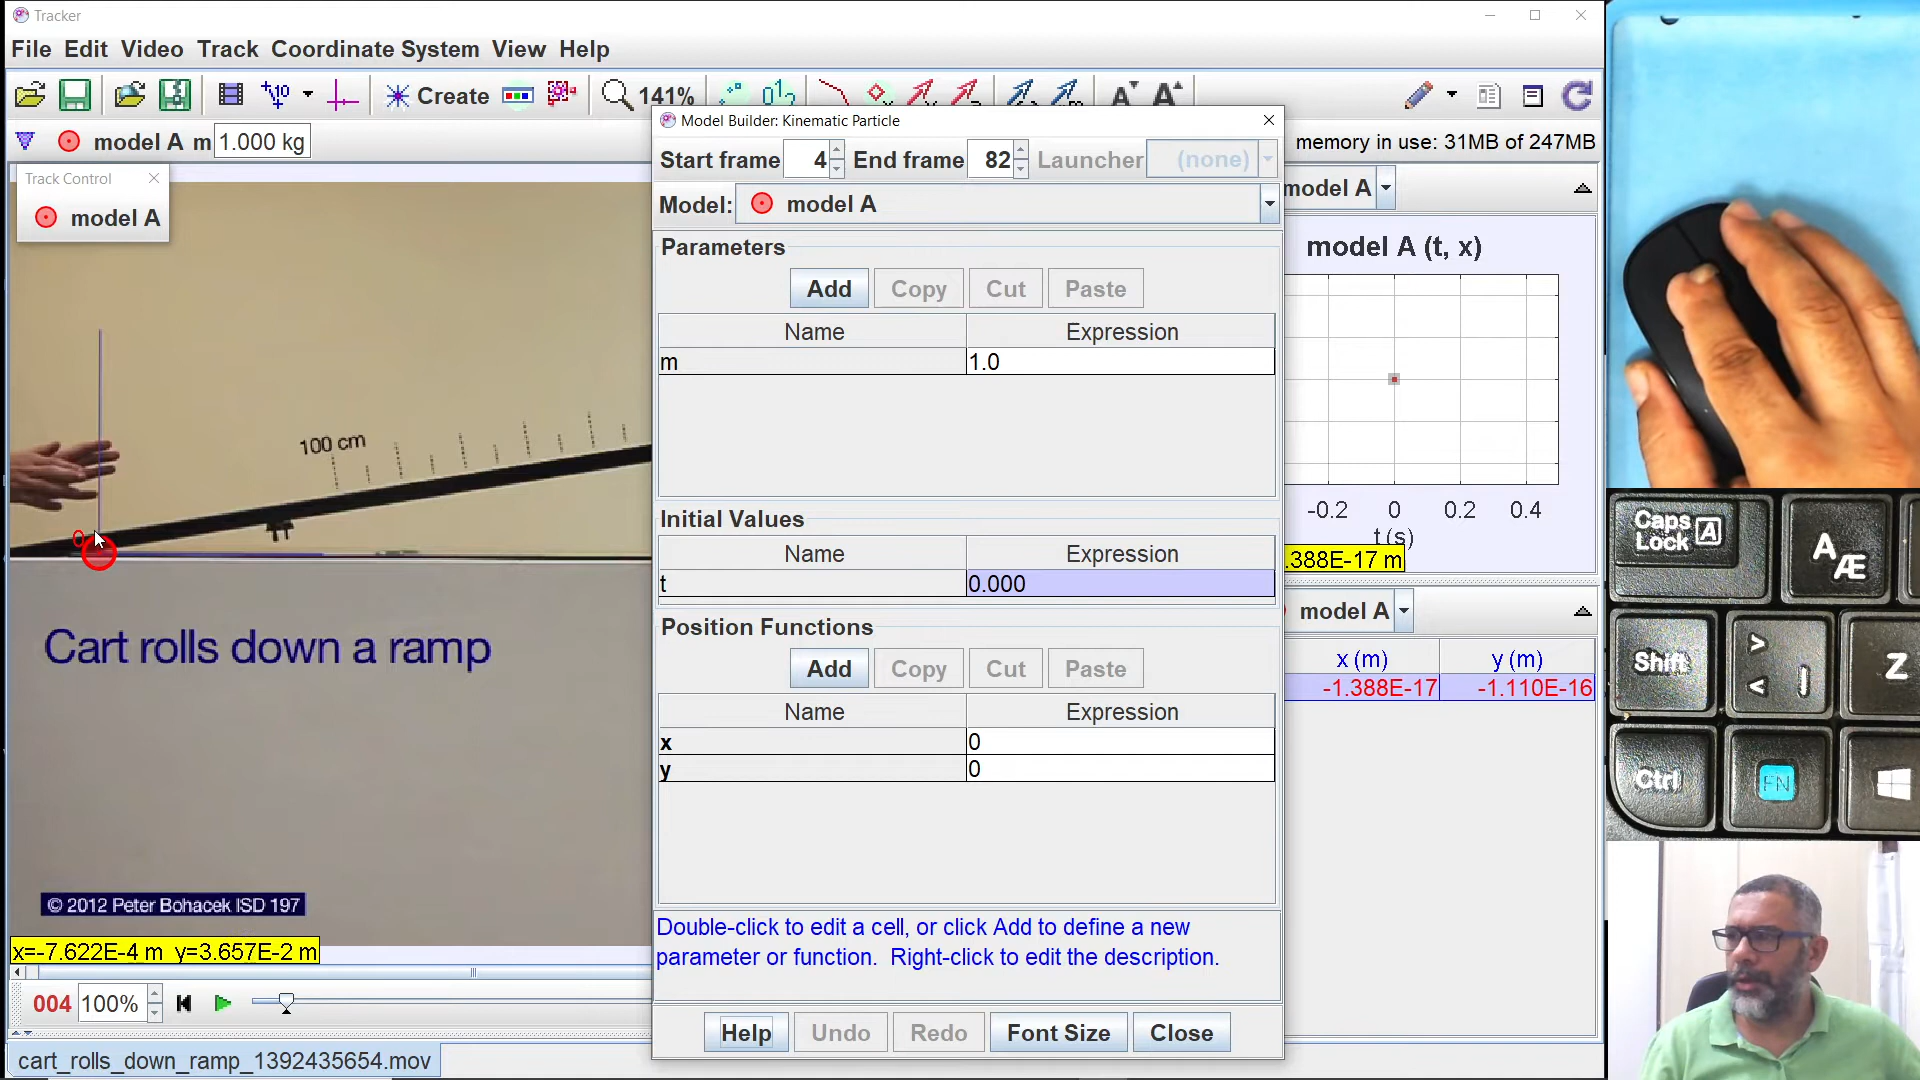 Tracker
File Edit Video Track Coordinate System View Help
Create 141%
model A m 1.000 kg
memory in use: 31MB of 247MB
Track Control
model A
100 cm
0
Cart rolls down a ramp
© 2012 Peter Bohacek ISD 197
x=-7.622E-4 m y=3.657E-2 m
004 100%
cart_rolls_down_ramp_1392435654.mov
Model Builder: Kinematic Particle
Start frame 4 End frame 82 Launcher (none)
Model: model A
Parameters
Add Copy Cut Paste
Name Expression
m 1.0
Initial Values
Name Expression
t 0.000
Position Functions
Add Copy Cut Paste
Name Expression
x 0
y 0
Double-click to edit a cell, or click Add to define a new
parameter or function. Right-click to edit the description.
Help Undo Redo Font Size Close
model A
model A (t, x)
-0.2 0 0.2 0.4
t (s)
.388E-17 m
model A
x (m) y (m)
-1.388E-17 -1.110E-16
Caps Lock A
A Æ
Shift > < | Z
Ctrl FN